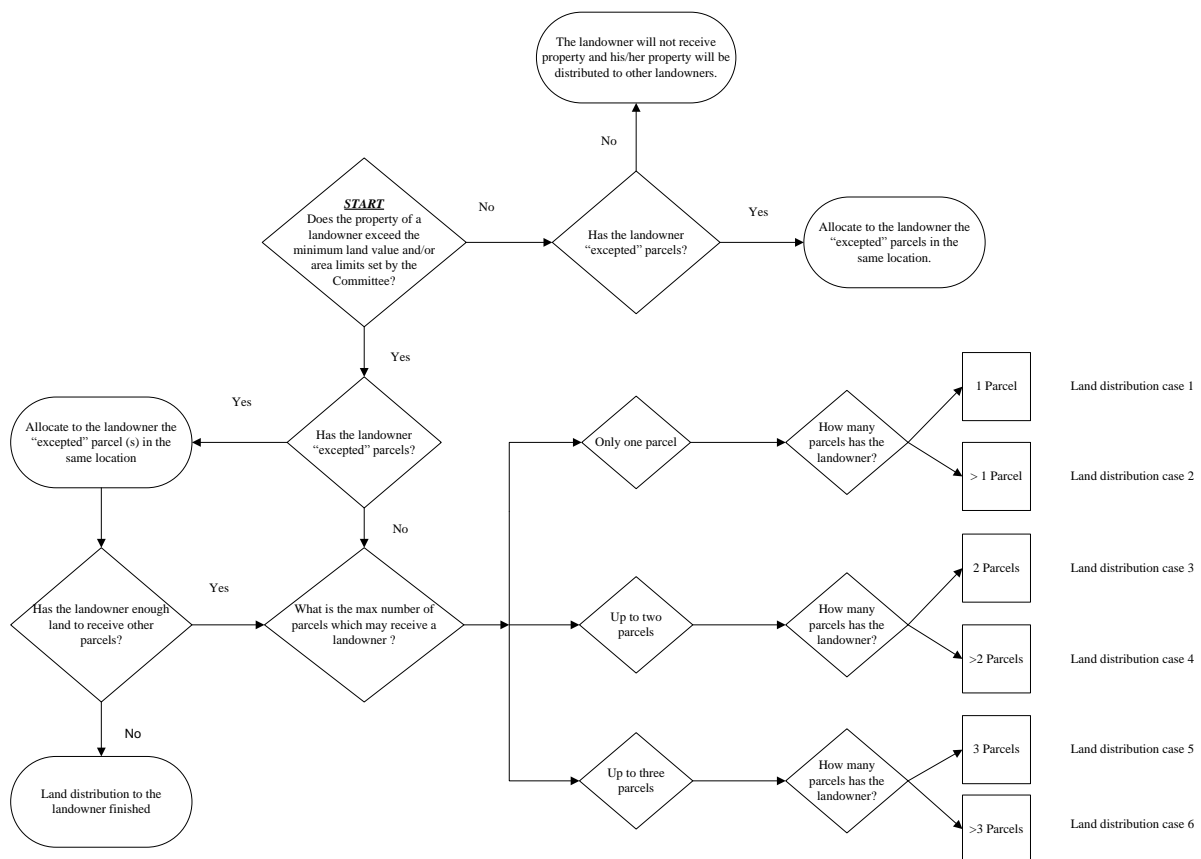 The landowner will not receive
property and his/her property will be
distributed to other landowners.
No
START
Does the property of a
landowner exceed the
minimum land value and/or
area limits set by the
Committee?
No
Has the landowner
“excepted” parcels?
Yes
Allocate to the landowner the
“excepted” parcels in the
same location.
Yes
Yes
Allocate to the landowner the
“excepted” parcel (s) in the
same location
Has the landowner
“excepted” parcels?
No
Only one parcel
How many
parcels has the
landowner?
1 Parcel
Land distribution case 1
> 1 Parcel
Land distribution case 2
Has the landowner enough
land to receive other
parcels?
Yes
What is the max number of
parcels which may receive a
landowner ?
Up to two
parcels
How many
parcels has the
landowner?
2 Parcels
Land distribution case 3
>2 Parcels
Land distribution case 4
No
Land distribution to the
landowner finished
Up to three
parcels
How many
parcels has the
landowner?
3 Parcels
Land distribution case 5
>3 Parcels
Land distribution case 6